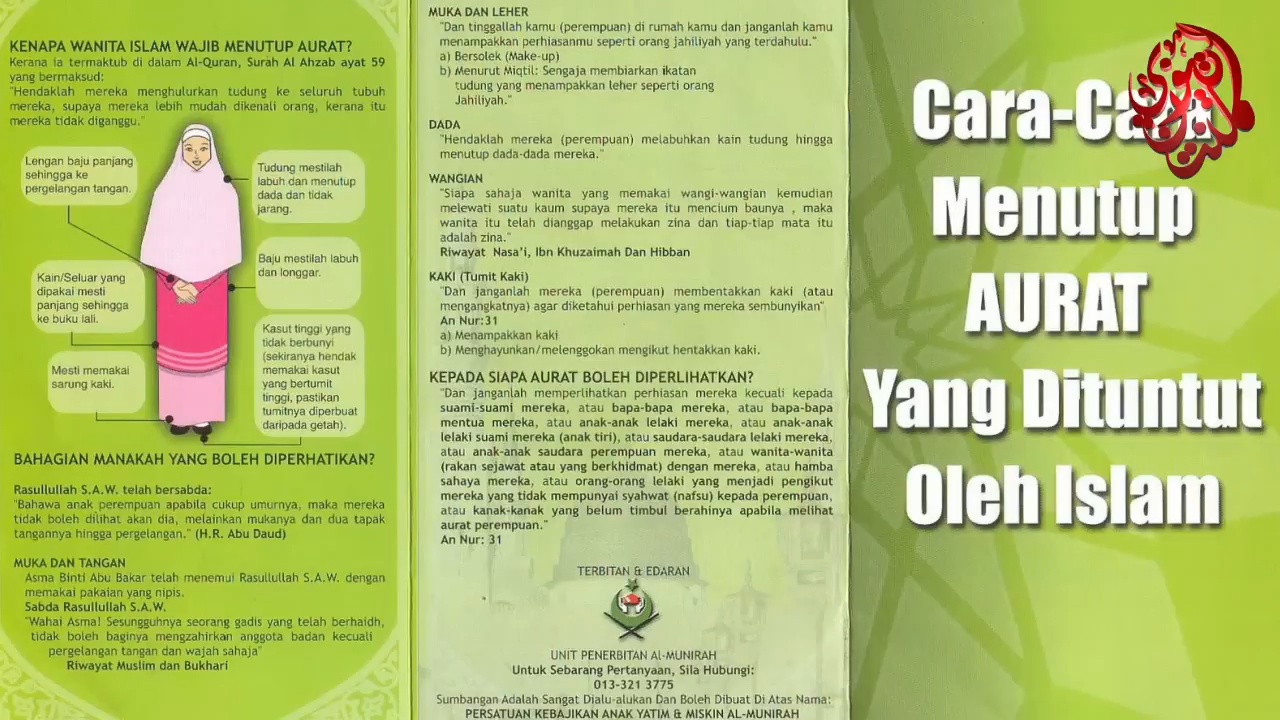 KENAPA WANITA ISLAM WAJIB MENUTUP AURAT?
Kerana ia termaktub di dalam Al-Quran, Surah Al Ahzab ayat 59
yang bermaksud:
"Hendaklah mereka menghulurkan tudung ke seluruh tubuh
mereka, supaya mereka lebih mudah dikenali orang, kerana itu
mereka tidak diganggu."
Lengan baju panjang
sehingga ke
pergelangan tangan.
Kain/Seluar yang
dipakai mesti
panjang sehingga
ke buku lali.
Mesti memakai
sarung kaki.
Tudung mestilah
labuh dan menutup
dada dan tidak
jarang.
Baju mestilah labuh
dan longgar.
Kasut tinggi yang
tidak berbunyi
(sekiranya hendak
memakai kasut
yang bertumit
tinggi, pastikan
tumitnya diperbuat
daripada getah).
BAHAGIAN MANAKAH YANG BOLEH DIPERHATIKAN?
Rasullullah S.A.W. telah bersabda:
"Bahawa anak perempuan apabila cukup umurnya, maka mereka
tidak boleh dilihat akan dia, melainkan mukanya dan dua tapak
tangannya hingga pergelangan." (H.R. Abu Daud)
MUKA DAN TANGAN
Asma Binti Abu Bakar telah menemui Rasullullah S.A.W. dengan
memakai pakaian yang nipis.
Sabda Rasullullah S.A.W.
"Wahai Asma! Sesungguhnya seorang gadis yang telah berhaidh,
tidak boleh baginya mengzahirkan anggota badan kecuali
pergelangan tangan dan wajah sahaja"
Riwayat Muslim dan Bukhari
MUKA DAN LEHER
"Dan tinggallah kamu (perempuan) di rumah kamu dan janganlah kamu
menampakkan perhiasanmu seperti orang jahiliyah yang terdahulu."
a) Bersolek (Make-up)
b) Menurut Miqtil: Sengaja membiarkan ikatan
tudung yang menampakkan leher seperti orang
Jahiliyah."
DADA
"Hendaklah mereka (perempuan) melabuhkan kain tudung hingga
menutup dada-dada mereka."
WANGIAN
"Siapa sahaja wanita yang memakai wangi-wangian kemudian
melewati suatu kaum supaya mereka itu mencium baunya , maka
wanita itu telah dianggap melakukan zina dan tiap-tiap mata itu
adalah zina."
Riwayat Nasa'i, Ibn Khuzaimah Dan Hibban
KAKI (Tumit Kaki)
"Dan janganlah mereka (perempuan) membentakkan kaki (atau
mengangkatnya) agar diketahui perhiasan yang mereka sembunyikan"
An Nur:31
a) Menampakkan kaki
b) Menghayunkan/melenggokan mengikut hentakkan kaki.
KEPADA SIAPA AURAT BOLEH DIPERLIHATKAN?
"Dan janganlah memperlihatkan perhiasan mereka kecuali kepada
suami-suami mereka, atau bapa-bapa mereka, atau bapa-bapa
mentua mereka, atau anak-anak lelaki mereka, atau anak-anak
lelaki suami mereka (anak tiri), atau saudara-saudara lelaki mereka,
atau anak-anak saudara perempuan mereka, atau wanita-wanita
(rakan sejawat atau yang berkhidmat) dengan mereka, atau hamba
sahaya mereka, atau orang-orang lelaki yang menjadi pengikut
mereka yang tidak mempunyai syahwat (nafsu) kepada perempuan,
atau kanak-kanak yang belum timbul berahinya apabila melihat
aurat perempuan."
An Nur: 31
TERBITAN & EDARAN
UNIT PENERBITAN Al-MUNIRAH
Untuk Sebarang Pertanyaan, Sila Hubungi:
013-321 3775
Sumbangan Adalah Sangat Dialu-alukan Dan Boleh Dibuat Di Atas Nama:
PERSATUAN KEBAJIKAN ANAK YATIM & MISKIN AL-MUNIRAH
Cara-Cara
Menutup
AURAT
Yang Dituntut
Oleh Islam